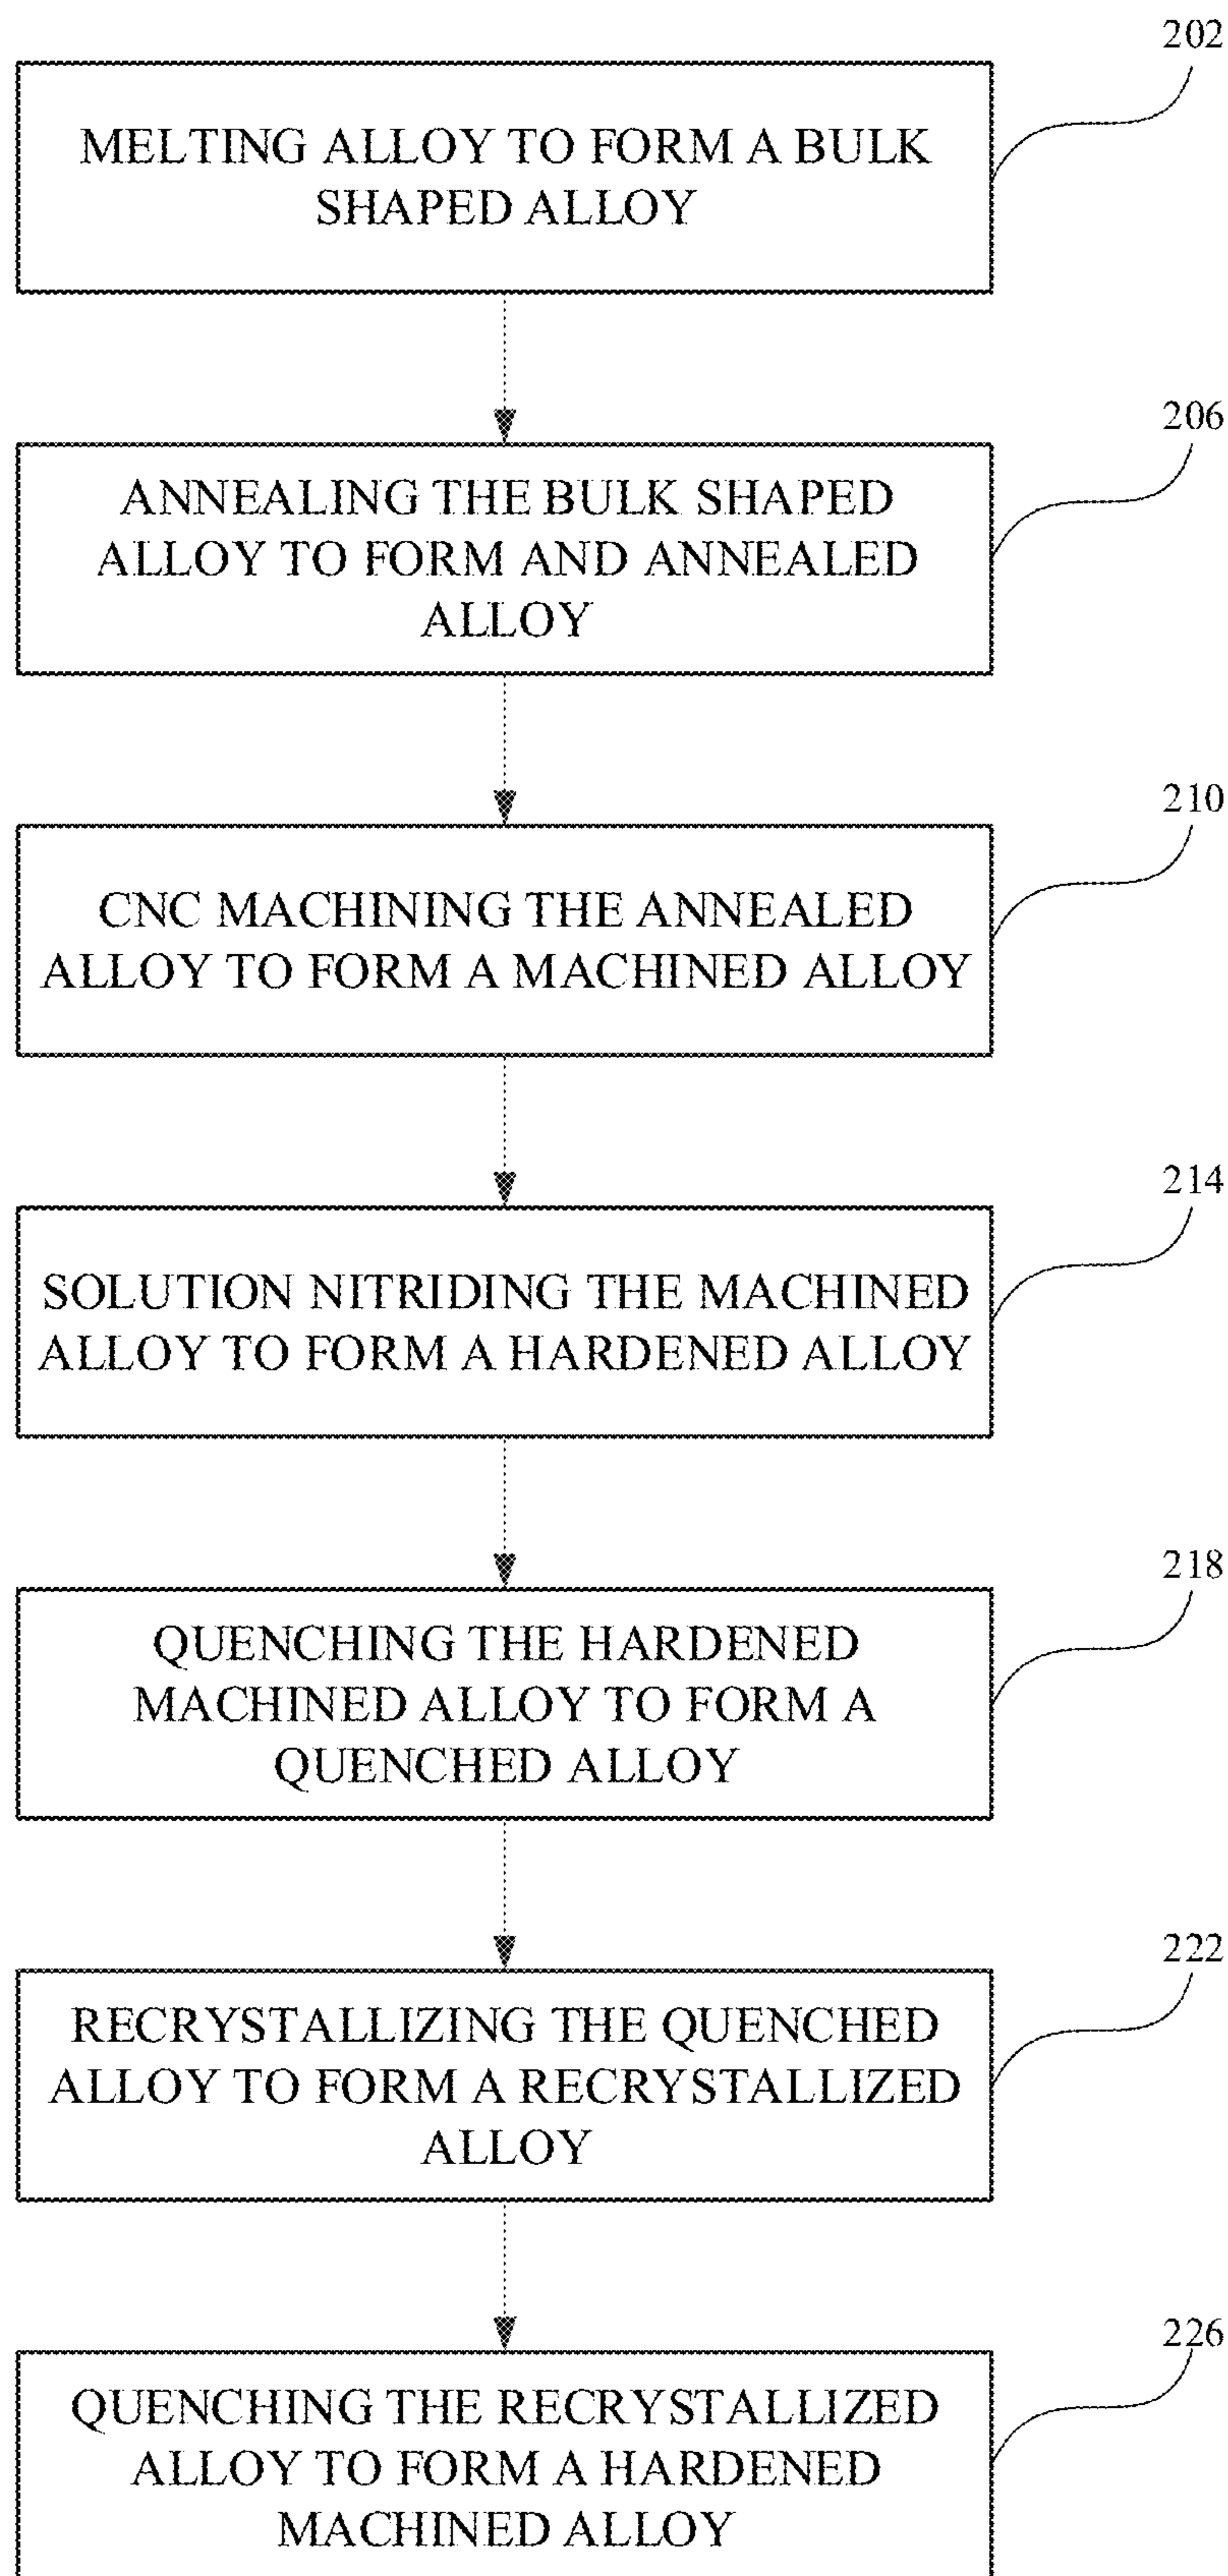 202
MELTING ALLOY TO FORM A BULK
SHAPED ALLOY
206
ANNEALING THE BULK SHAPED
ALLOY TO FORM AND ANNEALED
ALLOY
210
CNC MACHINING THE ANNEALED
ALLOY TO FORM A MACHINED ALLOY
214
SOLUTION NITRIDING THE MACHINED
ALLOY TO FORM A HARDENED ALLOY
218
QUENCHING THE HARDENED
MACHINED ALLOY TO FORM A
QUENCHED ALLOY
222
RECRYSTALLIZING THE QUENCHED
ALLOY TO FORM A RECRYSTALLIZED
ALLOY
226
QUENCHING THE RECRYSTALLIZED
ALLOY TO FORM A HARDENED
MACHINED ALLOY